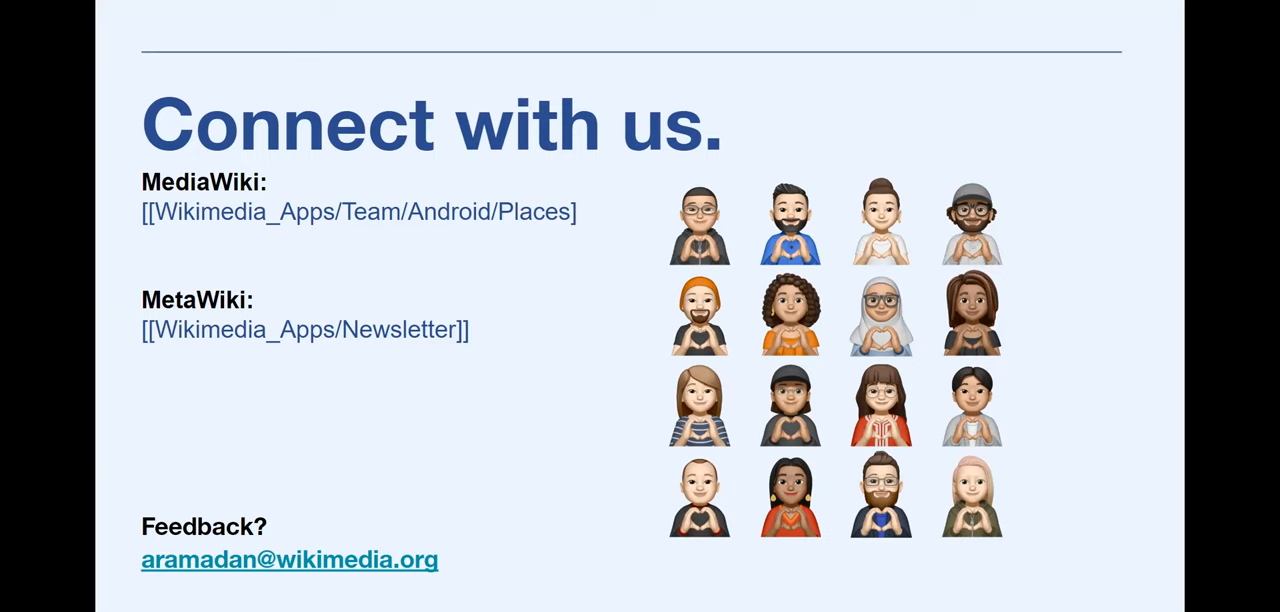 Connect with us.
MediaWiki:
[[Wikimedia_Apps/Team/Android/Places]
MetaWiki:
[[Wikimedia_Apps/Newsletter]]
Feedback?
aramadan@wikimedia.org